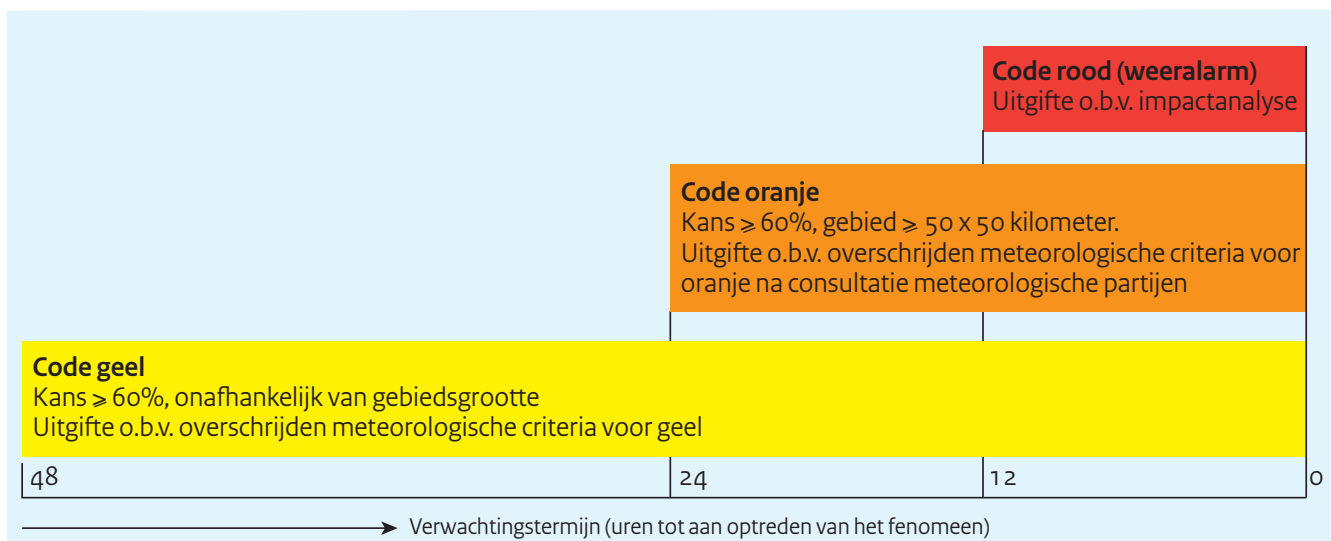 Code rood (weeralarm)
Uitgifte o.b.v. impactanalyse
Code oranje
Kans ⩾ 60%, gebied ⩾ 50 x 50 kilometer.
Uitgifte o.b.v. overschrijden meteorologische criteria voor
oranje na consultatie meteorologische partijen
Code geel
Kans ⩾ 60%, onafhankelijk van gebiedsgrootte
Uitgifte o.b.v. overschrijden meteorologische criteria voor geel
48 24 12 0
Verwachtingstermijn (uren tot aan optreden van het fenomeen)